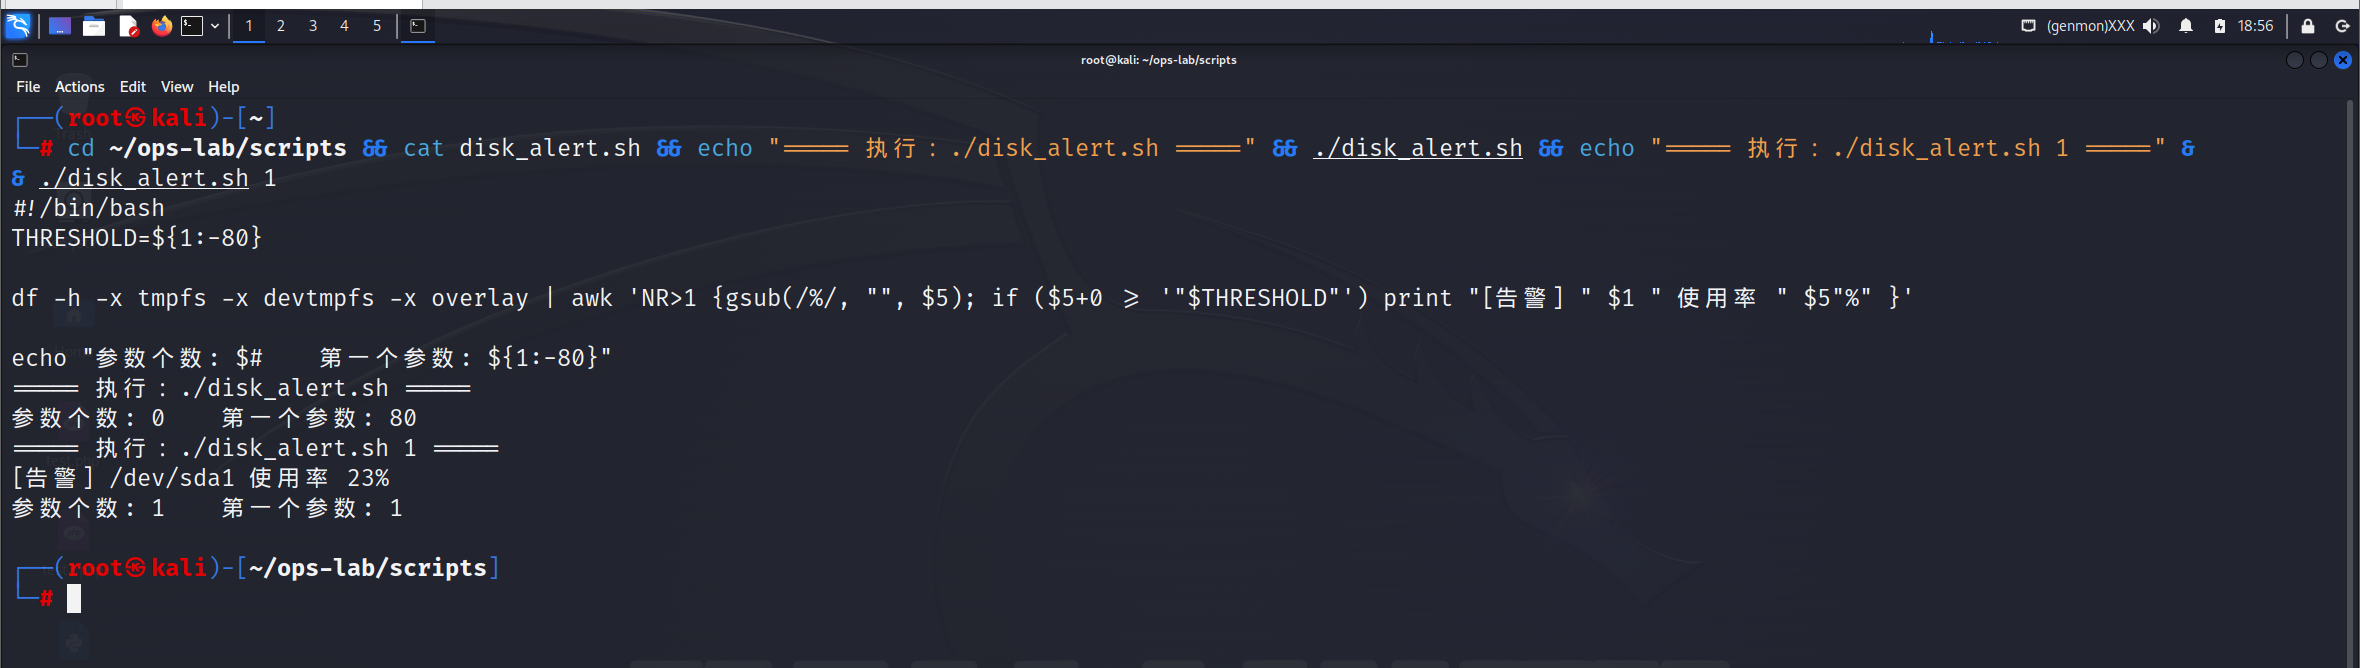 1 2 3 4 5 (genmon)XXX 18:56
root@kali: ~/ops-lab/scripts
File Actions Edit View Help
┌──(root㉿kali)-[~]
└─# cd ~/ops-lab/scripts && cat disk_alert.sh && echo "===== 执行：./disk_alert.sh =====" && ./disk_alert.sh && echo "===== 执行：./disk_alert.sh 1 =====" &
& ./disk_alert.sh 1
#!/bin/bash
THRESHOLD=${1:-80}
df -h -x tmpfs -x devtmpfs -x overlay | awk 'NR>1 {gsub(/%/, "", $5); if ($5+0 >= '"$THRESHOLD"') print "[告警] " $1 " 使用率 " $5"%" }'
echo "参数个数: $#    第一个参数: ${1:-80}"
===== 执行：./disk_alert.sh =====
参数个数: 0    第一个参数: 80
===== 执行：./disk_alert.sh 1 =====
[告警] /dev/sda1 使用率 23%
参数个数: 1    第一个参数: 1
┌──(root㉿kali)-[~/ops-lab/scripts]
└─#